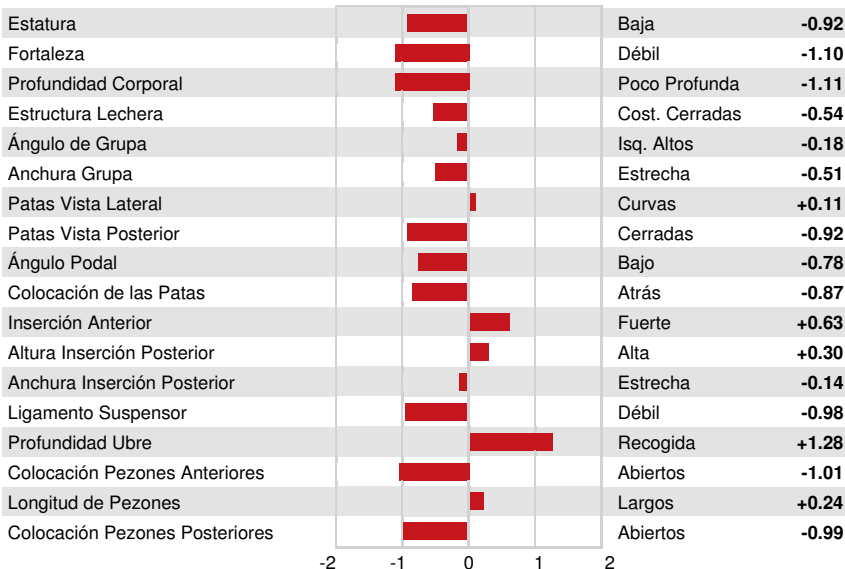 Estatura Baja -0.92
Fortaleza Débil -1.10
Profundidad Corporal Poco Profunda -1.11
Estructura Lechera Cost. Cerradas -0.54
Ángulo de Grupa Isq. Altos -0.18
Anchura Grupa Estrecha -0.51
Patas Vista Lateral Curvas +0.11
Patas Vista Posterior Cerradas -0.92
Ángulo Podal Bajo -0.78
Colocación de las Patas Atrás -0.87
Inserción Anterior Fuerte +0.63
Altura Inserción Posterior Alta +0.30
Anchura Inserción Posterior Estrecha -0.14
Ligamento Suspensor Débil -0.98
Profundidad Ubre Recogida +1.28
Colocación Pezones Anteriores Abiertos -1.01
Longitud de Pezones Largos +0.24
Colocación Pezones Posteriores Abiertos -0.99
-2 -1 0 1 2